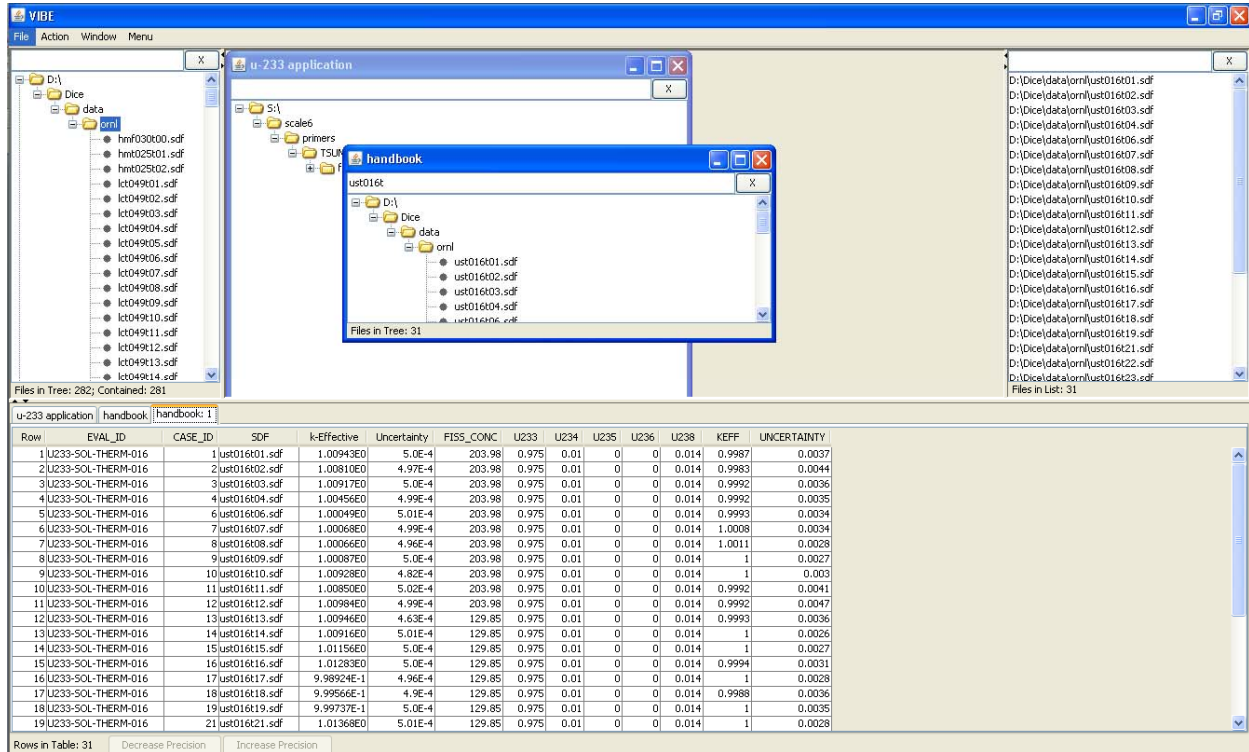 VIBE
File Action Window Menu
X
D:\
Dice
data
ornl
hmf030t00.sdf
hmt025t01.sdf
hmt025t02.sdf
lct049t01.sdf
lct049t02.sdf
lct049t03.sdf
lct049t04.sdf
lct049t05.sdf
lct049t06.sdf
lct049t07.sdf
lct049t08.sdf
lct049t09.sdf
lct049t10.sdf
lct049t11.sdf
lct049t12.sdf
lct049t13.sdf
lct049t14.sdf
Files in Tree: 282; Contained: 281
u-233 application
X
S:\
scale6
primers
TSUN
f
handbook
ust016t X
D:\
Dice
data
ornl
ust016t01.sdf
ust016t02.sdf
ust016t03.sdf
ust016t04.sdf
ust016t06.sdf
Files in Tree: 31
X
D:\Dice\data\ornl\ust016t01.sdf
D:\Dice\data\ornl\ust016t02.sdf
D:\Dice\data\ornl\ust016t03.sdf
D:\Dice\data\ornl\ust016t04.sdf
D:\Dice\data\ornl\ust016t06.sdf
D:\Dice\data\ornl\ust016t07.sdf
D:\Dice\data\ornl\ust016t08.sdf
D:\Dice\data\ornl\ust016t09.sdf
D:\Dice\data\ornl\ust016t10.sdf
D:\Dice\data\ornl\ust016t11.sdf
D:\Dice\data\ornl\ust016t12.sdf
D:\Dice\data\ornl\ust016t13.sdf
D:\Dice\data\ornl\ust016t14.sdf
D:\Dice\data\ornl\ust016t15.sdf
D:\Dice\data\ornl\ust016t16.sdf
D:\Dice\data\ornl\ust016t17.sdf
D:\Dice\data\ornl\ust016t18.sdf
D:\Dice\data\ornl\ust016t19.sdf
D:\Dice\data\ornl\ust016t21.sdf
D:\Dice\data\ornl\ust016t22.sdf
D:\Dice\data\ornl\ust016t23.sdf
Files in List: 31
u-233 application handbook handbook: 1
Row EVAL_ID CASE_ID SDF k-Effective Uncertainty FISS_CONC U233 U234 U235 U236 U238 KEFF UNCERTAINTY
1 U233-SOL-THERM-016 1 ust016t01.sdf 1.00943E0 5.0E-4 203.98 0.975 0.01 0 0 0.014 0.9987 0.0037
2 U233-SOL-THERM-016 2 ust016t02.sdf 1.00810E0 4.97E-4 203.98 0.975 0.01 0 0 0.014 0.9983 0.0044
3 U233-SOL-THERM-016 3 ust016t03.sdf 1.00917E0 5.0E-4 203.98 0.975 0.01 0 0 0.014 0.9992 0.0036
4 U233-SOL-THERM-016 4 ust016t04.sdf 1.00456E0 4.99E-4 203.98 0.975 0.01 0 0 0.014 0.9992 0.0035
5 U233-SOL-THERM-016 6 ust016t06.sdf 1.00049E0 5.01E-4 203.98 0.975 0.01 0 0 0.014 0.9993 0.0034
6 U233-SOL-THERM-016 7 ust016t07.sdf 1.00068E0 4.99E-4 203.98 0.975 0.01 0 0 0.014 1.0008 0.0034
7 U233-SOL-THERM-016 8 ust016t08.sdf 1.00066E0 4.96E-4 203.98 0.975 0.01 0 0 0.014 1.0011 0.0028
8 U233-SOL-THERM-016 9 ust016t09.sdf 1.00087E0 5.0E-4 203.98 0.975 0.01 0 0 0.014 1 0.0027
9 U233-SOL-THERM-016 10 ust016t10.sdf 1.00928E0 4.82E-4 203.98 0.975 0.01 0 0 0.014 1 0.003
10 U233-SOL-THERM-016 11 ust016t11.sdf 1.00850E0 5.02E-4 203.98 0.975 0.01 0 0 0.014 0.9992 0.0041
11 U233-SOL-THERM-016 12 ust016t12.sdf 1.00984E0 4.99E-4 203.98 0.975 0.01 0 0 0.014 0.9992 0.0047
12 U233-SOL-THERM-016 13 ust016t13.sdf 1.00946E0 4.63E-4 129.85 0.975 0.01 0 0 0.014 0.9993 0.0036
13 U233-SOL-THERM-016 14 ust016t14.sdf 1.00916E0 5.01E-4 129.85 0.975 0.01 0 0 0.014 1 0.0026
14 U233-SOL-THERM-016 15 ust016t15.sdf 1.01156E0 5.0E-4 129.85 0.975 0.01 0 0 0.014 1 0.0027
15 U233-SOL-THERM-016 16 ust016t16.sdf 1.01283E0 5.0E-4 129.85 0.975 0.01 0 0 0.014 0.9994 0.0031
16 U233-SOL-THERM-016 17 ust016t17.sdf 9.98924E-1 4.96E-4 129.85 0.975 0.01 0 0 0.014 1 0.0028
17 U233-SOL-THERM-016 18 ust016t18.sdf 9.99566E-1 4.9E-4 129.85 0.975 0.01 0 0 0.014 0.9988 0.0036
18 U233-SOL-THERM-016 19 ust016t19.sdf 9.99737E-1 5.0E-4 129.85 0.975 0.01 0 0 0.014 1 0.0035
19 U233-SOL-THERM-016 21 ust016t21.sdf 1.01368E0 5.01E-4 129.85 0.975 0.01 0 0 0.014 1 0.0028
Rows in Table: 31 Decrease Precision Increase Precision